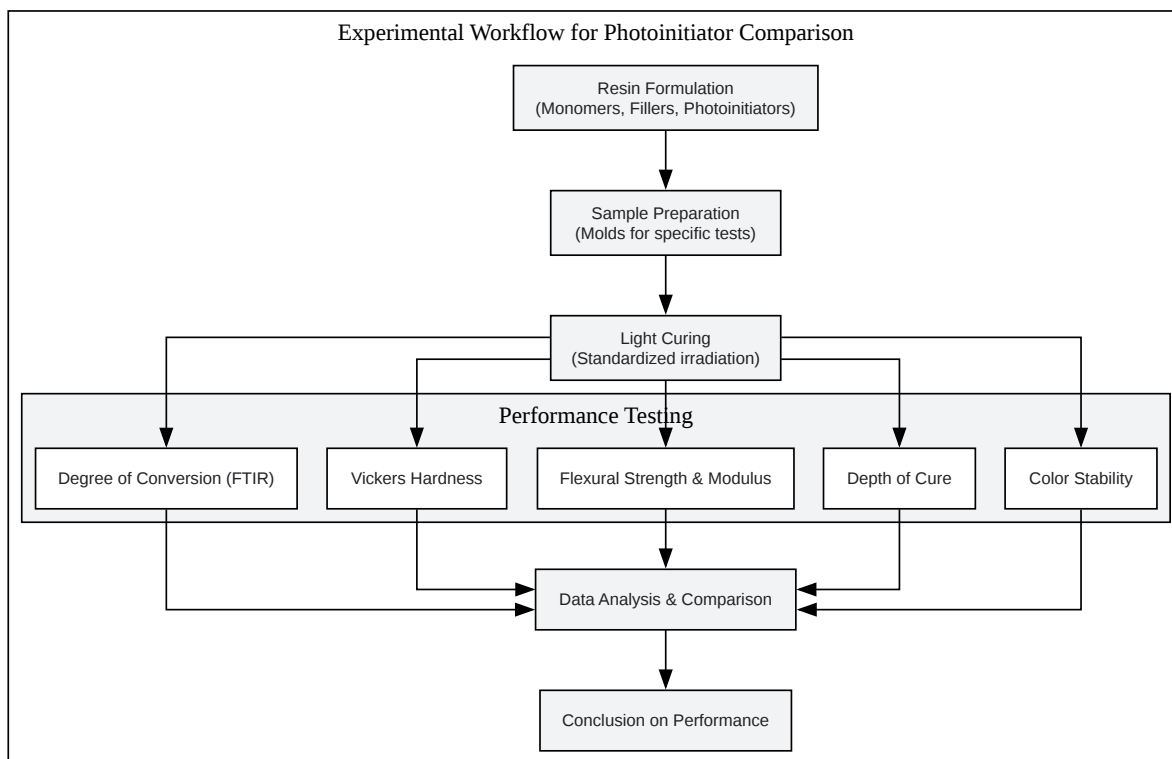 Experimental Workflow for Photoinitiator Comparison
Resin Formulation
(Monomers, Fillers, Photoinitiators)
Sample Preparation
(Molds for specific tests)
Light Curing
(Standardized irradiation)
Performance Testing
Degree of Conversion (FTIR)
Vickers Hardness
Flexural Strength & Modulus
Depth of Cure
Color Stability
Data Analysis & Comparison
Conclusion on Performance